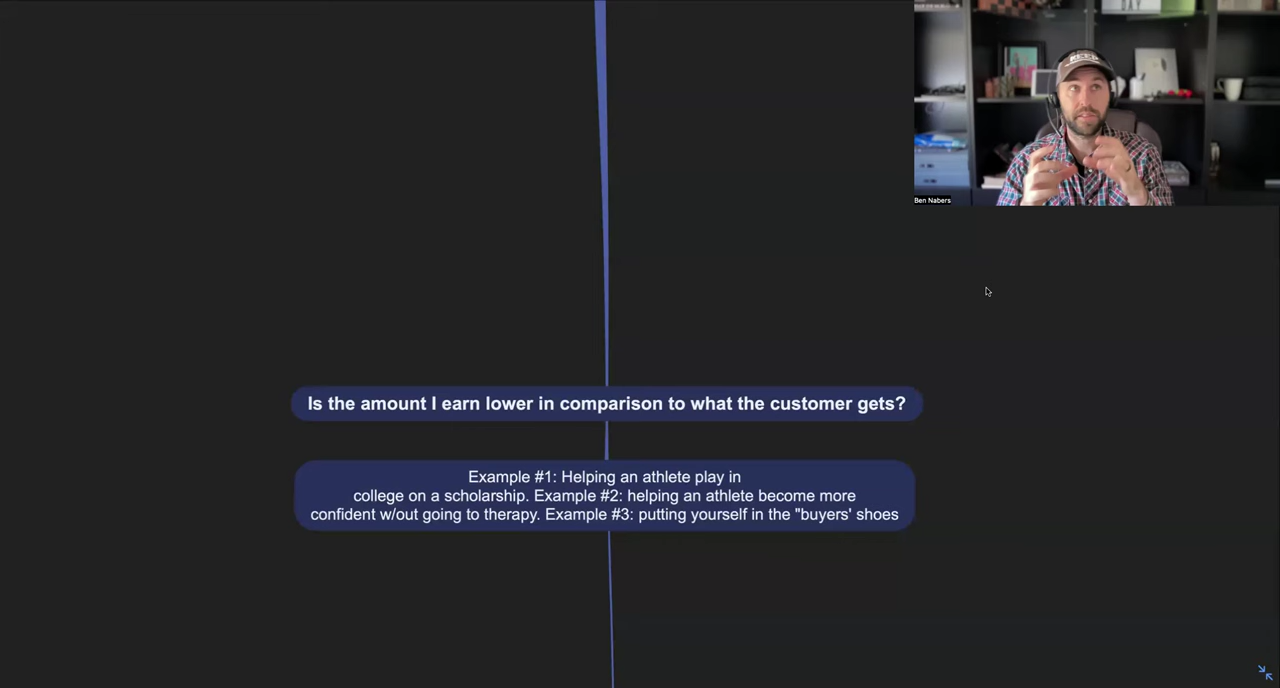 DAY
Ben Nabers
Is the amount I earn lower in comparison to what the customer gets?
Example #1: Helping an athlete play in
college on a scholarship. Example #2: helping an athlete become more
confident w/out going to therapy. Example #3: putting yourself in the "buyers' shoes